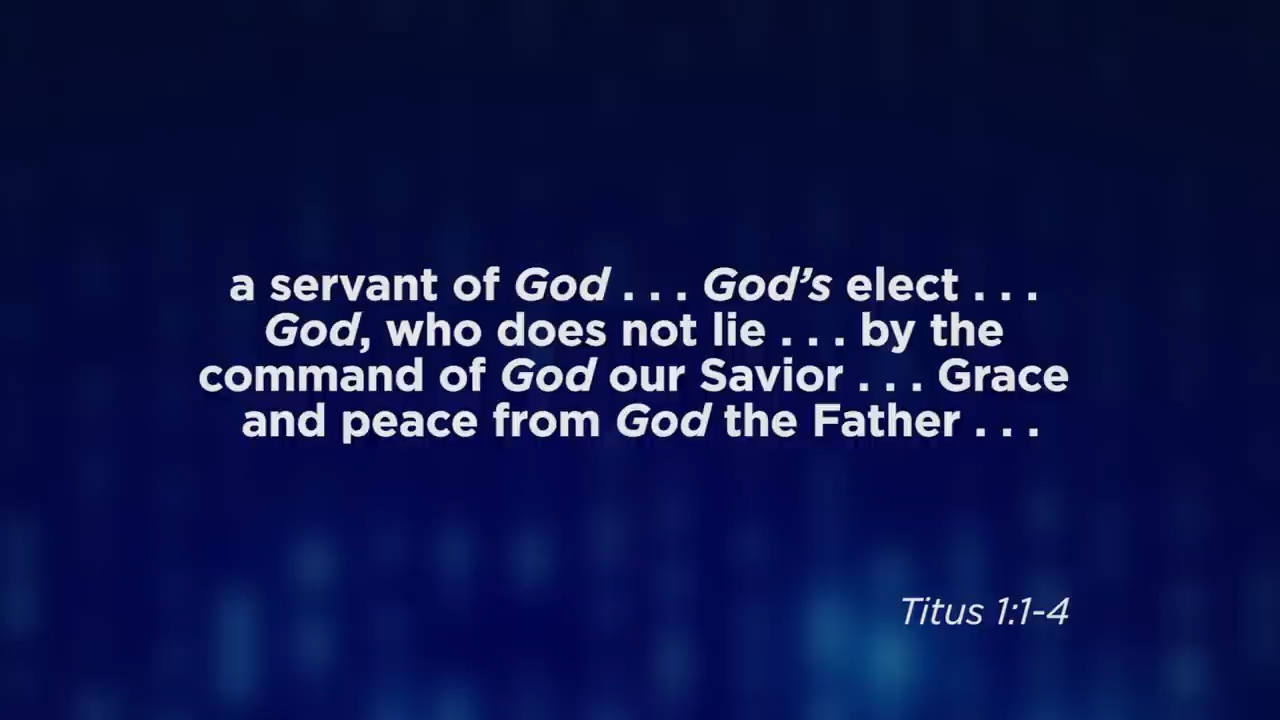 a servant of God . . . God’s elect . . .
God, who does not lie . . . by the
command of God our Savior . . . Grace
and peace from God the Father . . .
Titus 1:1-4